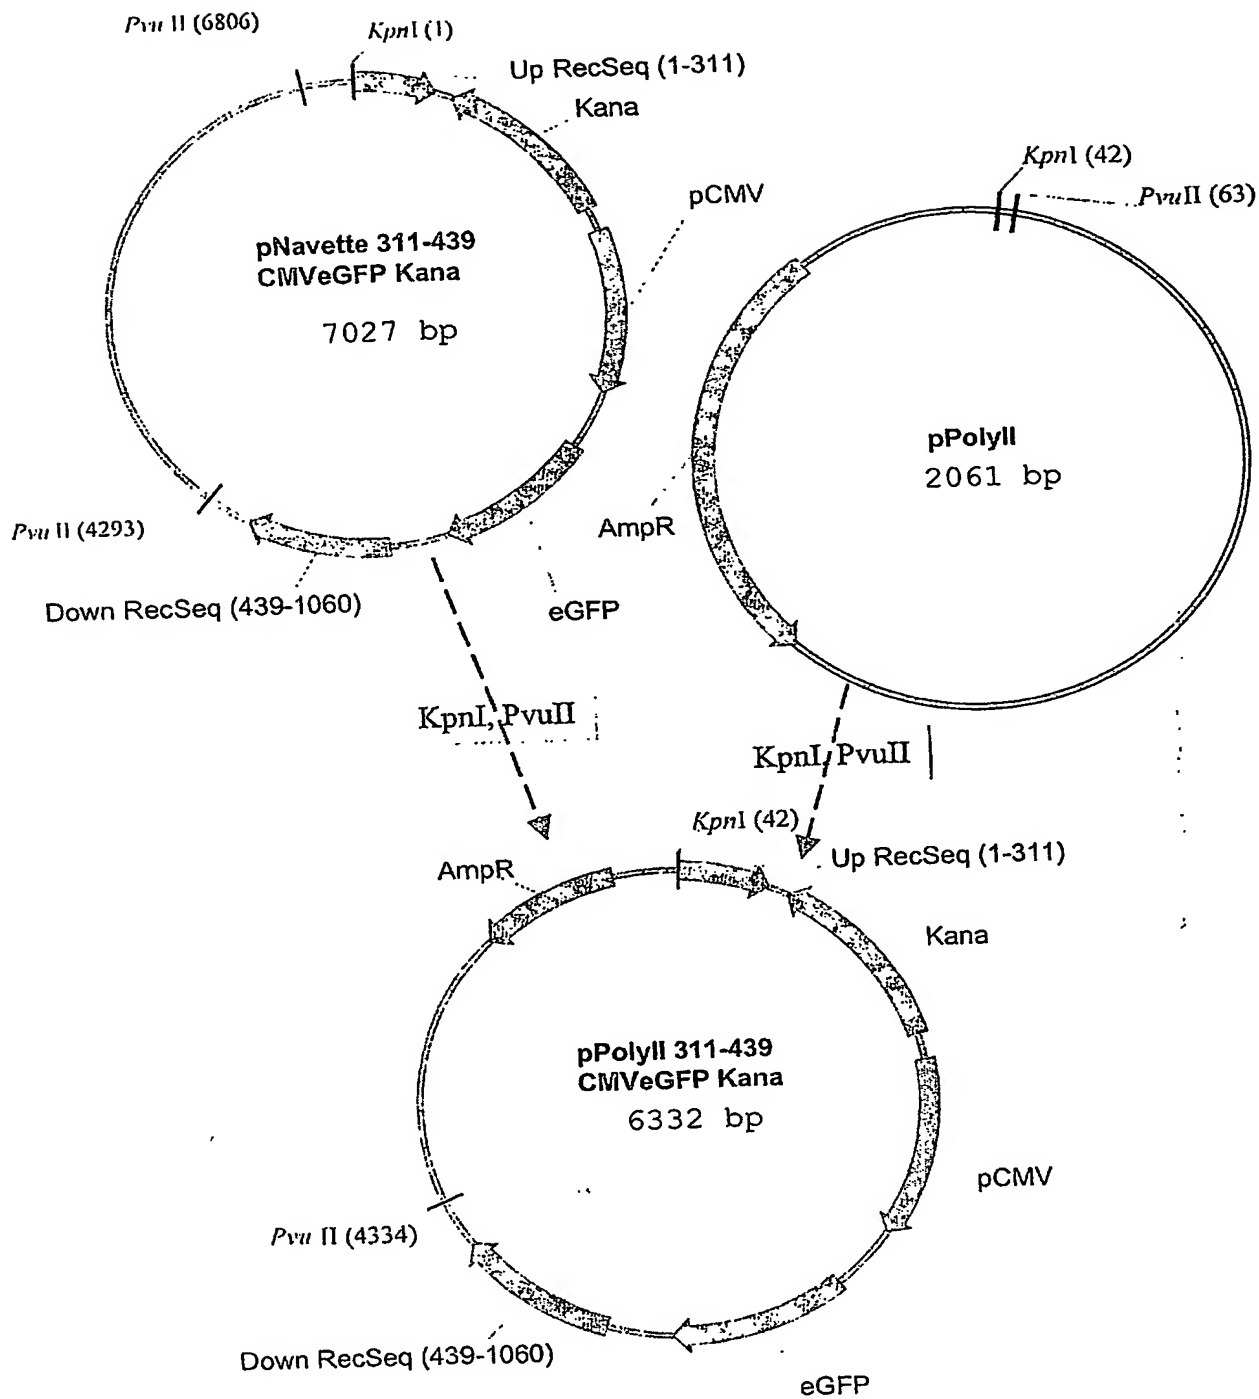 Pvu II (6806)
KpnI (1)
Up RecSeq (1-311)
Kana
pCMV
pNavette 311-439
CMVeGFP Kana
7027 bp
Pvu II (4293)
Down RecSeq (439-1060)
eGFP
KpnI (42)
PvuII (63)
pPolyII
2061 bp
AmpR
KpnI, PvuII
KpnI, PvuII
KpnI (42)
AmpR
Up RecSeq (1-311)
Kana
pPolyII 311-439
CMVeGFP Kana
6332 bp
pCMV
Pvu II (4334)
Down RecSeq (439-1060)
eGFP